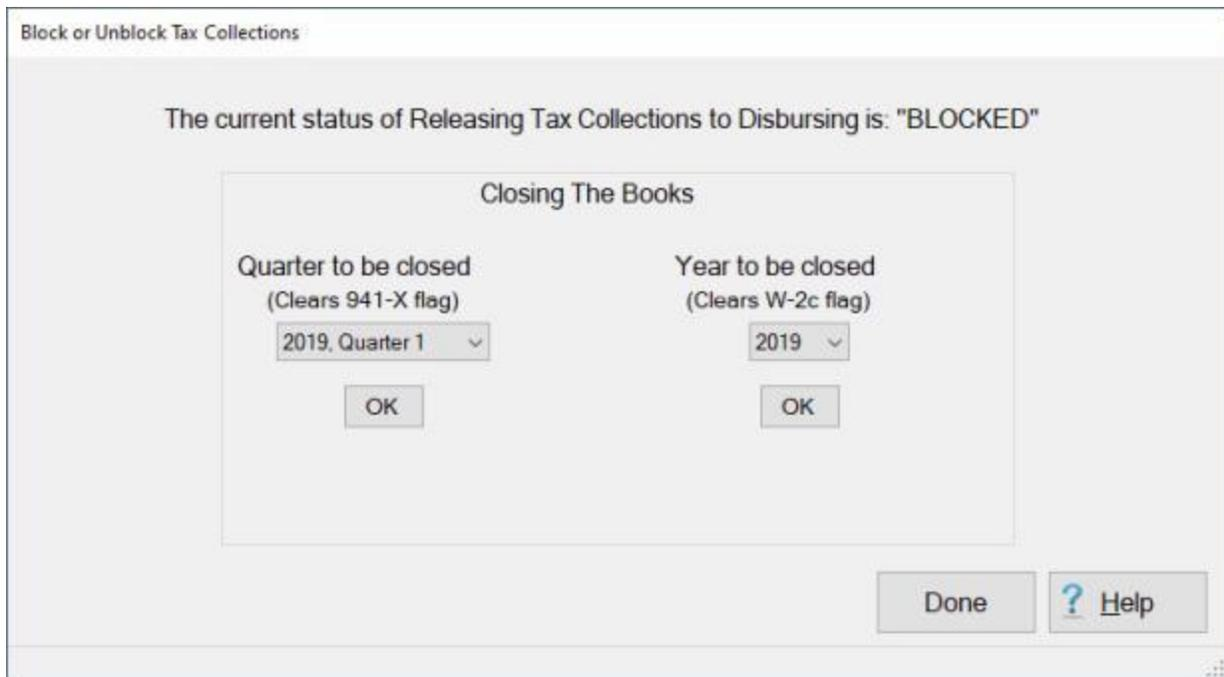 Block or Unblock Tax Collections
The current status of Releasing Tax Collections to Disbursing is: "BLOCKED"
Closing The Books
Quarter to be closed
(Clears 941-X flag)
2019, Quarter 1
OK
Year to be closed
(Clears W-2c flag)
2019
OK
Done
? Help